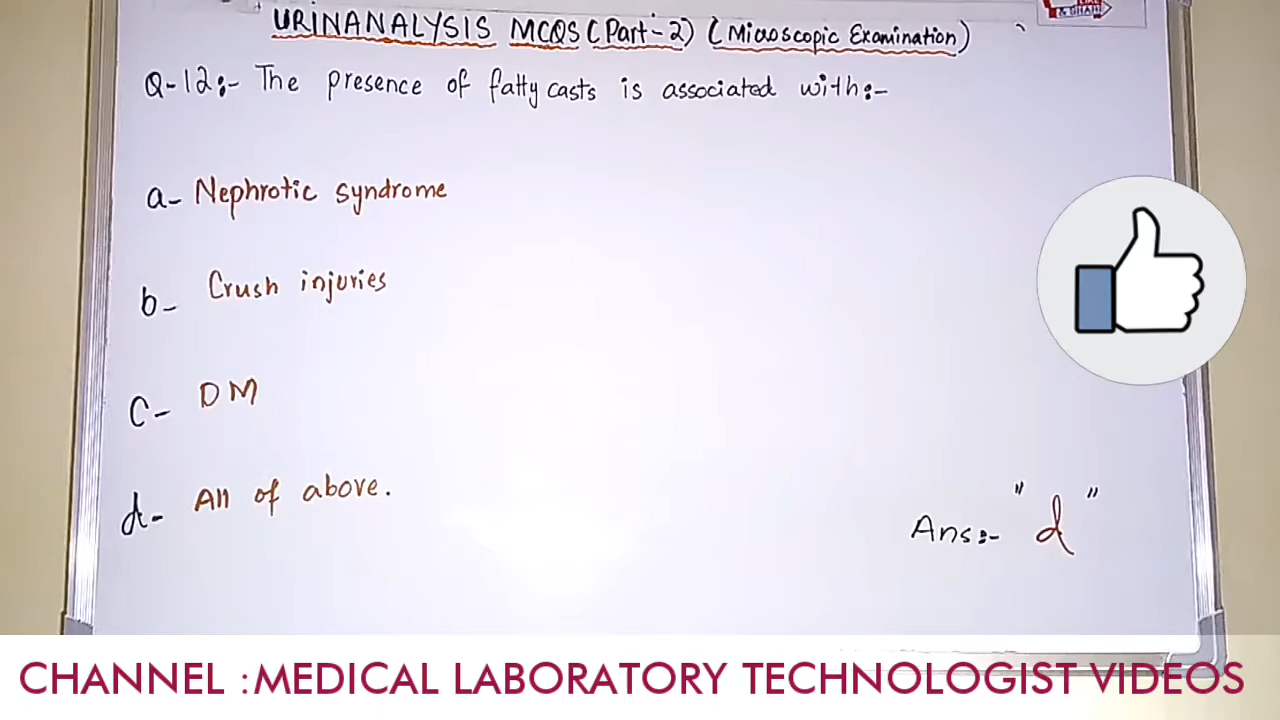 & SHARE
URINANALYSIS MCQS (Part-2) (Microscopic Examination)
Q-12:- The presence of fatty casts is associated with:-
a- Nephrotic syndrome
b- Crush injuries
C- DM
d- All of above.
Ans:- "d"
CHANNEL :MEDICAL LABORATORY TECHNOLOGIST VIDEOS